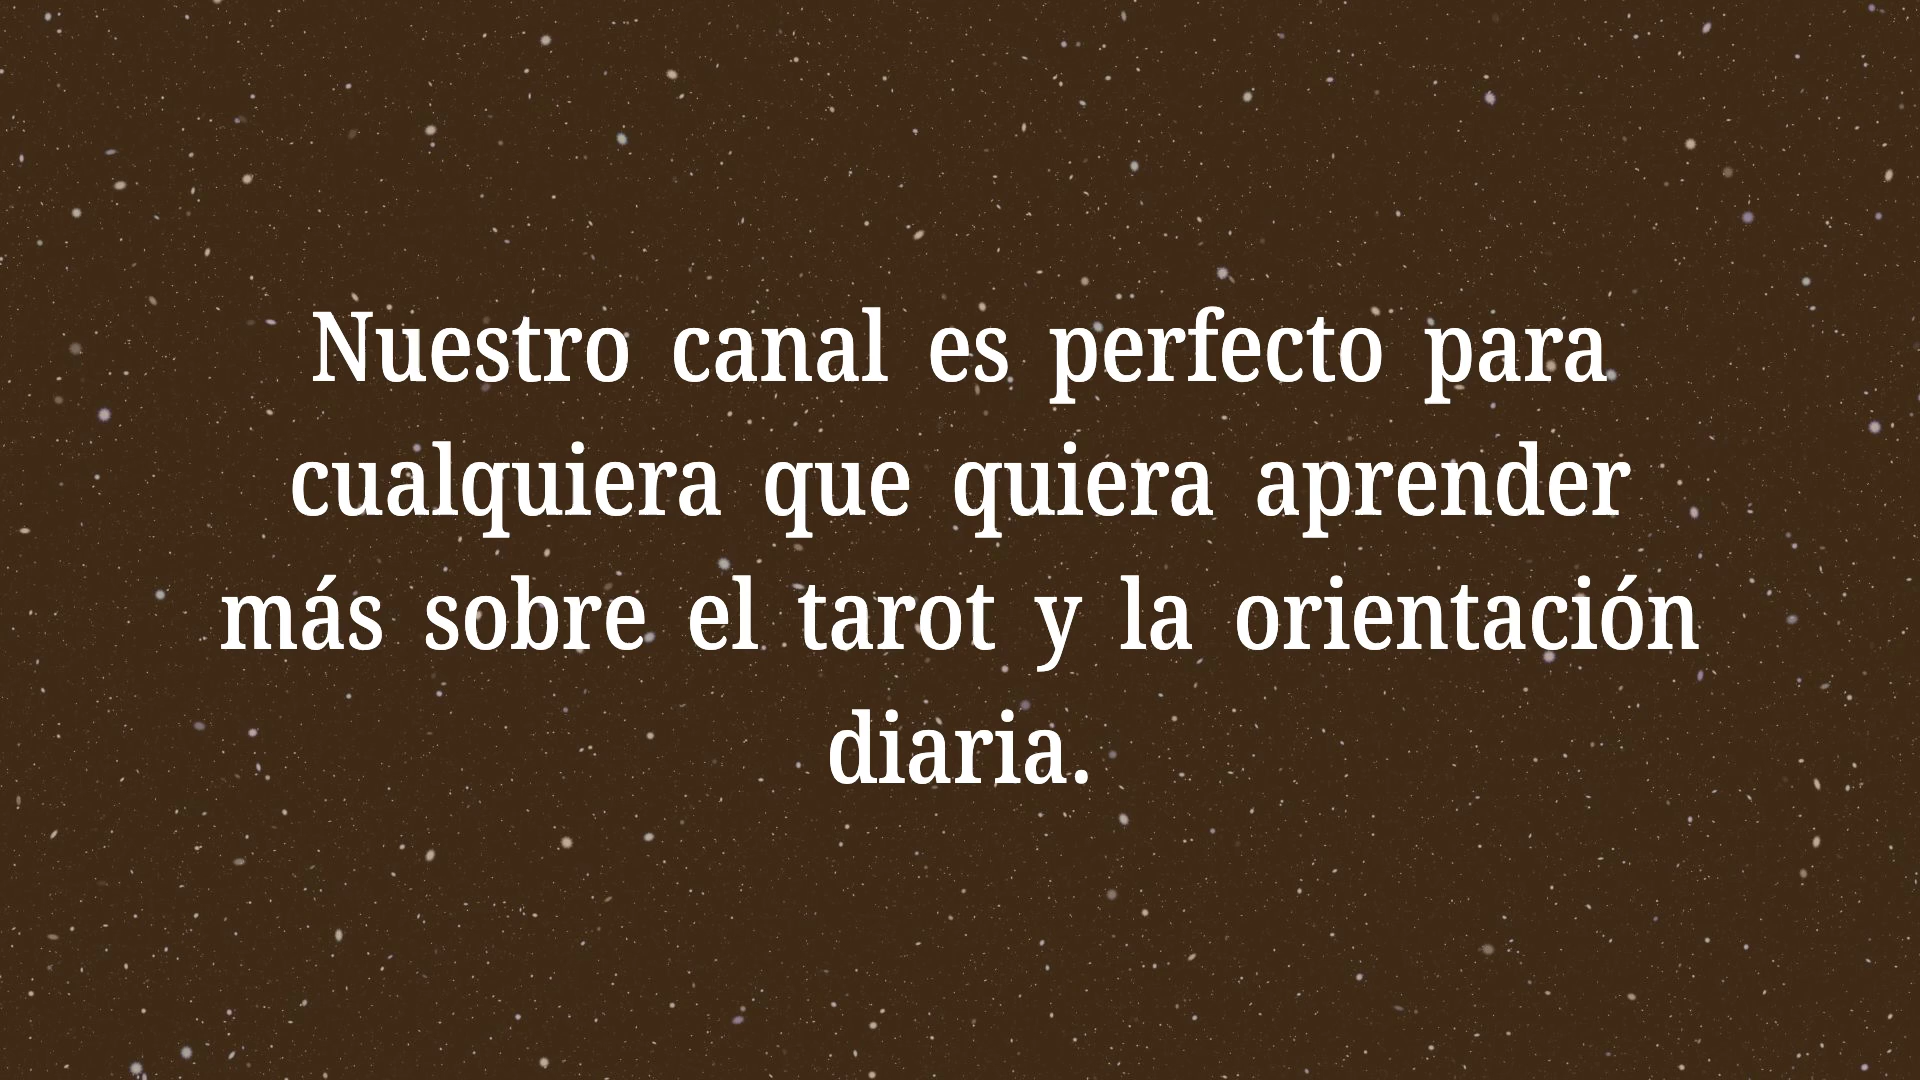 Nuestro canal es perfecto para
cualquiera que quiera aprender
más sobre el tarot y la orientación
diaria.